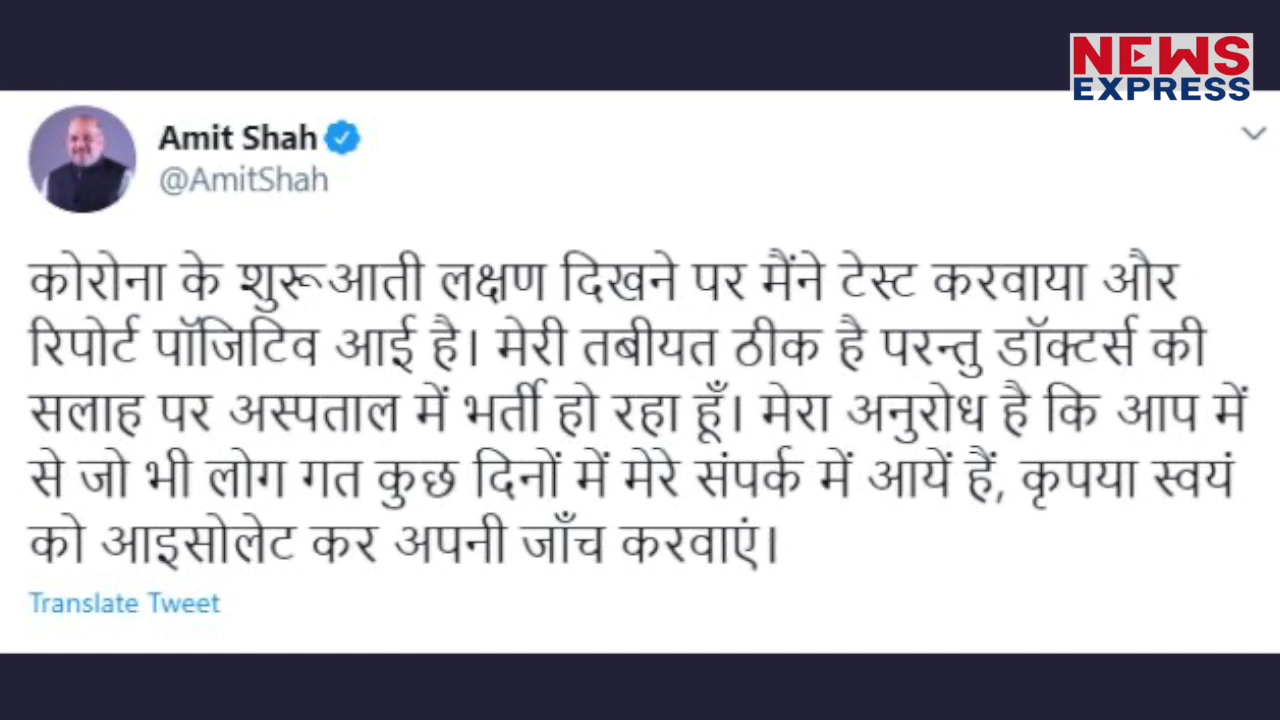 NEWS
EXPRESS
Amit Shah
@AmitShah
कोरोना के शुरूआती लक्षण दिखने पर मैंने टेस्ट करवाया और
रिपोर्ट पॉजिटिव आई है। मेरी तबीयत ठीक है परन्तु डॉक्टर्स की
सलाह पर अस्पताल में भर्ती हो रहा हूँ। मेरा अनुरोध है कि आप में
से जो भी लोग गत कुछ दिनों में मेरे संपर्क में आयें हैं, कृपया स्वयं
को आइसोलेट कर अपनी जाँच करवाएं।
Translate Tweet